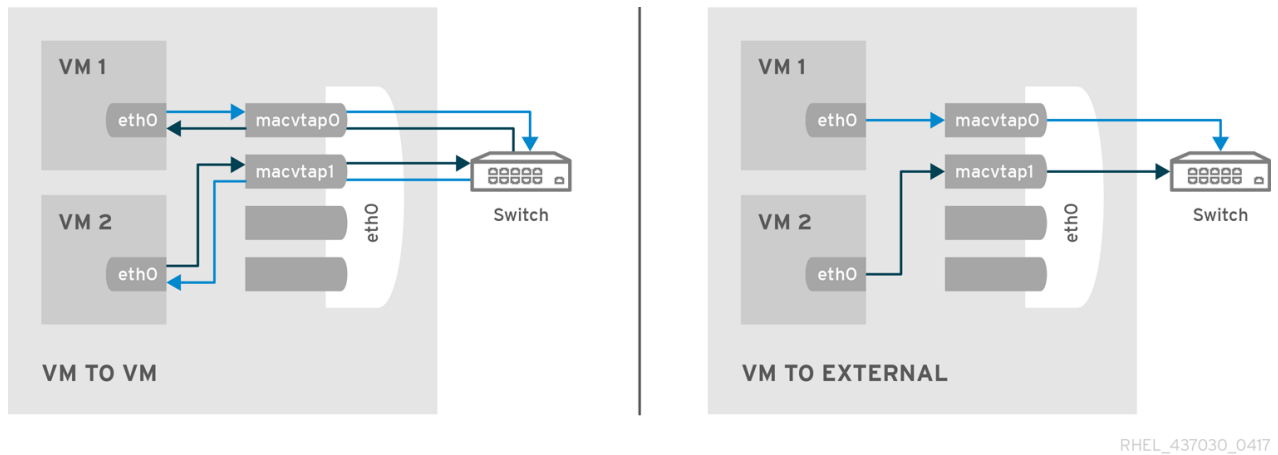 VM 1
eth0
macvtap0
macvtap1
VM 2
eth0
eth0
Switch
VM TO VM
VM 1
eth0
macvtap0
macvtap1
VM 2
eth0
eth0
Switch
VM TO EXTERNAL
RHEL_437030_0417